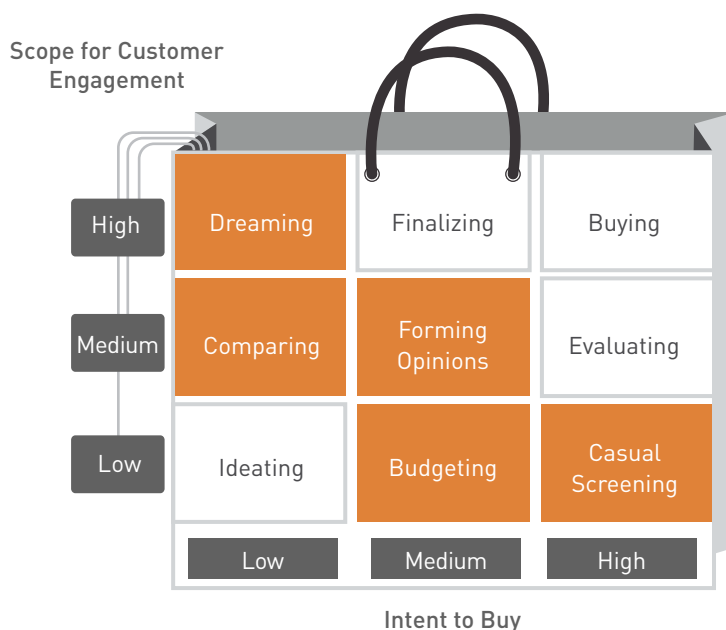 Scope for Customer
Engagement
High
Dreaming
Finalizing
Buying
Medium
Comparing
Forming
Opinions
Evaluating
Low
Ideating
Budgeting
Casual
Screening
Low
Medium
High
Intent to Buy